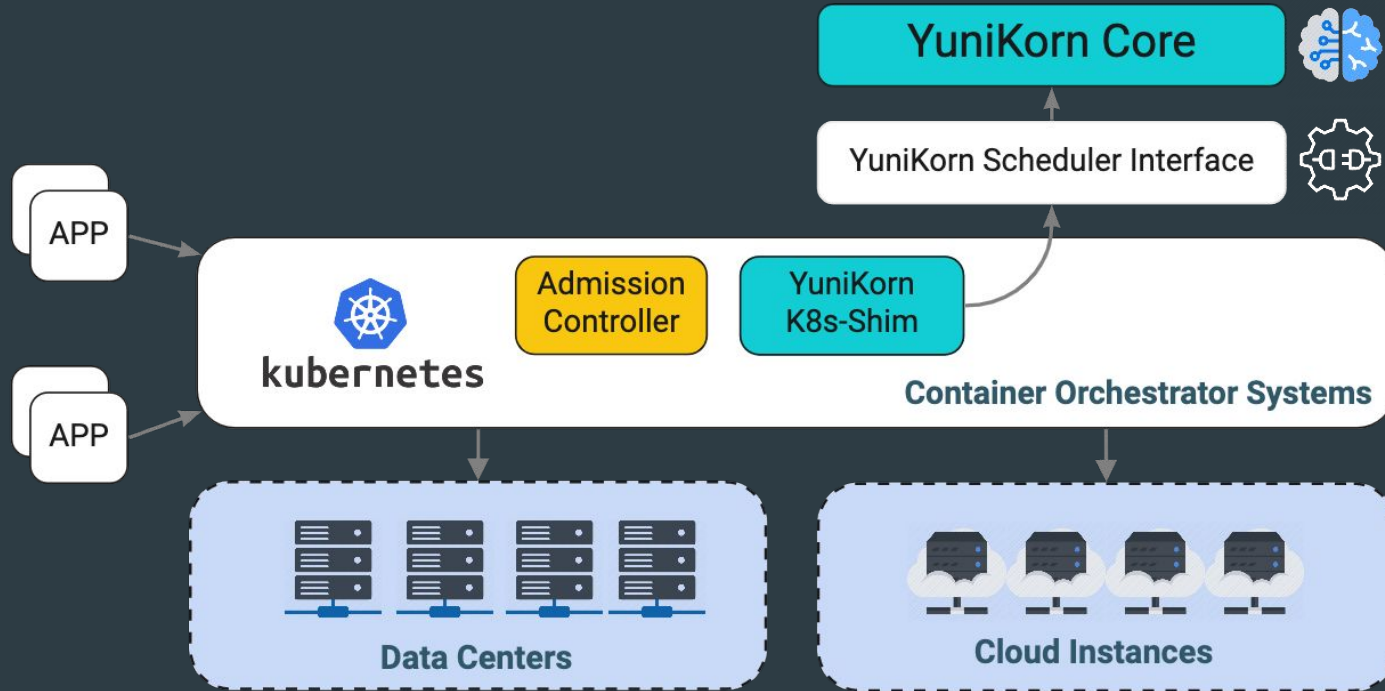 YuniKorn Core
YuniKorn Scheduler Interface
APP
Admission
Controller
YuniKorn
K8s-Shim
kubernetes
Container Orchestrator Systems
APP
Data Centers
Cloud Instances